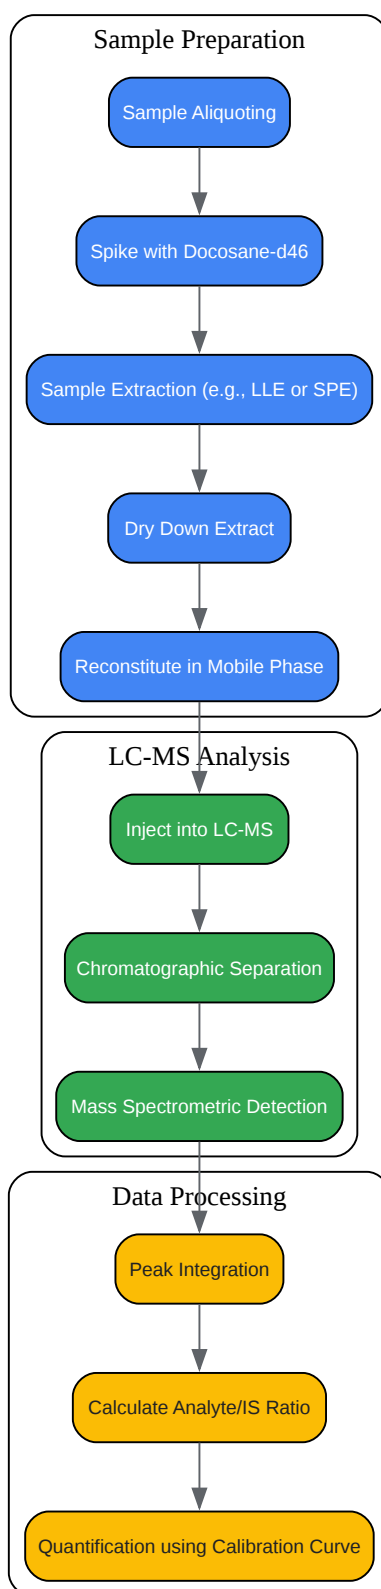 Sample Preparation
Sample Aliquoting
Spike with Docosane-d46
Sample Extraction (e.g., LLE or SPE)
Dry Down Extract
Reconstitute in Mobile Phase
LC-MS Analysis
Inject into LC-MS
Chromatographic Separation
Mass Spectrometric Detection
Data Processing
Peak Integration
Calculate Analyte/IS Ratio
Quantification using Calibration Curve